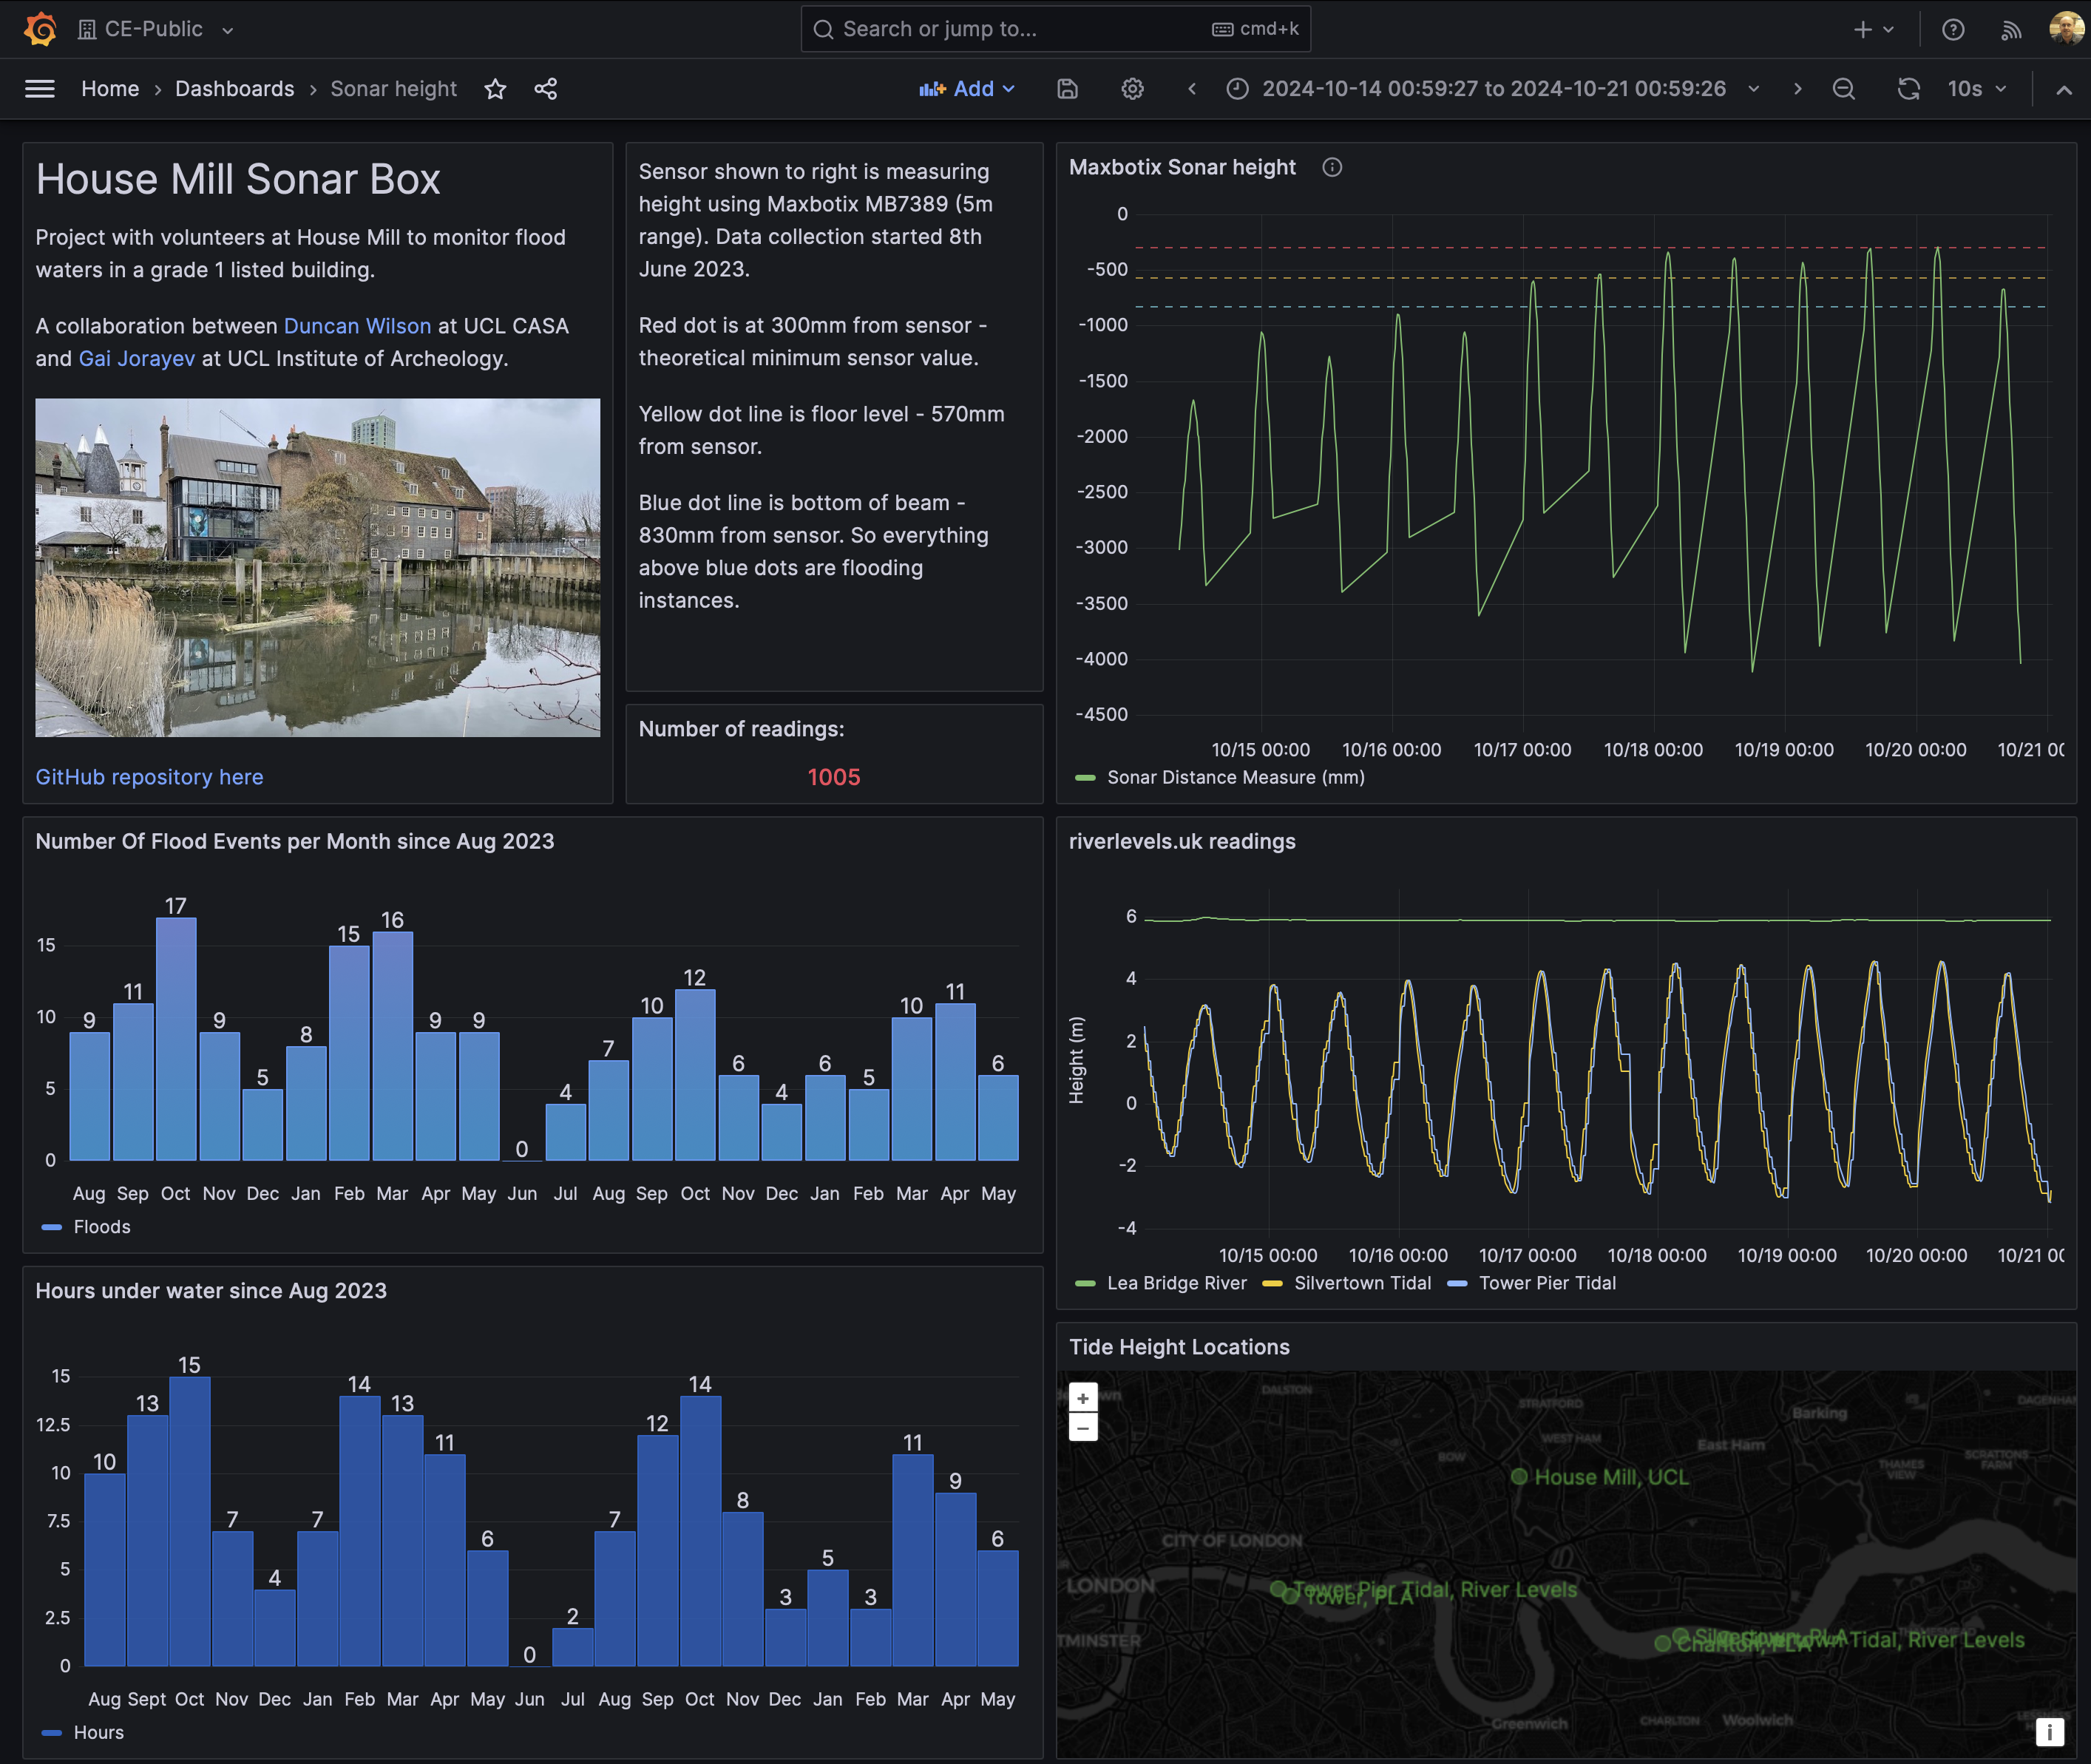 CE-Public
Search or jump to...
cmd+k
Home › Dashboards › Sonar height
Add
2024-10-14 00:59:27 to 2024-10-21 00:59:26
10s
House Mill Sonar Box
Project with volunteers at House Mill to monitor flood
waters in a grade 1 listed building.
A collaboration between Duncan Wilson at UCL CASA
and Gai Jorayev at UCL Institute of Archeology.
GitHub repository here
Sensor shown to right is measuring
height using Maxbotix MB7389 (5m
range). Data collection started 8th
June 2023.
Red dot is at 300mm from sensor -
theoretical minimum sensor value.
Yellow dot line is floor level - 570mm
from sensor.
Blue dot line is bottom of beam -
830mm from sensor. So everything
above blue dots are flooding
instances.
Number of readings:
1005
Maxbotix Sonar height
0
-500
-1000
-1500
-2000
-2500
-3000
-3500
-4000
-4500
10/15 00:00 10/16 00:00 10/17 00:00 10/18 00:00 10/19 00:00 10/20 00:00 10/21 0
Sonar Distance Measure (mm)
Number Of Flood Events per Month since Aug 2023
15
10
5
0
9 11 17 9 5 8 15 16 9 9 0 4 7 10 12 6 4 6 5 10 11 6
Aug Sep Oct Nov Dec Jan Feb Mar Apr May Jun Jul Aug Sep Oct Nov Dec Jan Feb Mar Apr May
Floods
riverlevels.uk readings
Height (m)
6
4
2
0
-2
-4
10/15 00:00 10/16 00:00 10/17 00:00 10/18 00:00 10/19 00:00 10/20 00:00 10/21 0
Lea Bridge River Silvertown Tidal Tower Pier Tidal
Hours under water since Aug 2023
15
12.5
10
7.5
5
2.5
0
10 13 15 7 4 7 14 13 11 6 0 2 7 12 14 8 3 5 3 11 9 6
Aug Sept Oct Nov Dec Jan Feb Mar Apr May Jun Jul Aug Sep Oct Nov Dec Jan Feb Mar Apr May
Hours
Tide Height Locations
+
−
DALSTON
STRATFORD
Barking
DAGENHA
WEST HAM
East Ham
BOW
SCRATTONS
FARM
THAMES
VIEW
House Mill, UCL
CITY OF LONDON
LONDON
Tower Pier Tidal, River Levels
Tower, PLA
TMINSTER
Silvertown, PLA
Tidal, River Levels
Charlton, PLA
Greenwich
CHARLTON
Woolwich
i